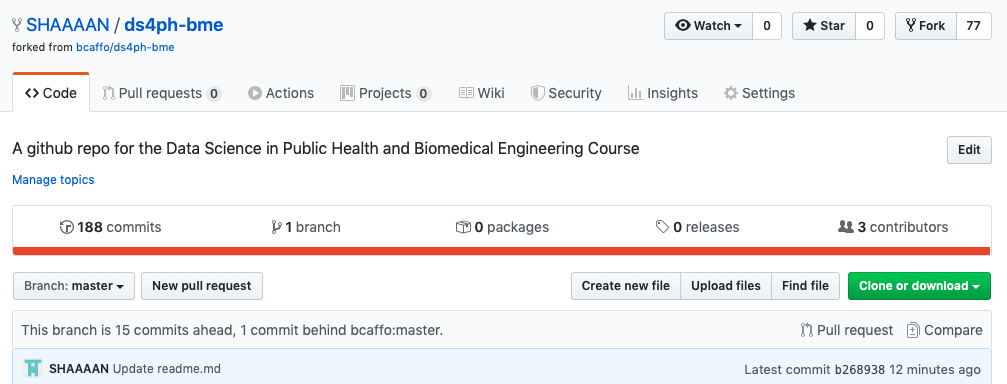 SHAAAAN / ds4ph-bme Watch 0 Star 0 Fork 77
forked from bcaffo/ds4ph-bme
<> Code Pull requests 0 Actions Projects 0 Wiki Security Insights Settings
A github repo for the Data Science in Public Health and Biomedical Engineering Course Edit
Manage topics
188 commits 1 branch 0 packages 0 releases 3 contributors
Branch: master New pull request Create new file Upload files Find file Clone or download
This branch is 15 commits ahead, 1 commit behind bcaffo:master. Pull request Compare
SHAAAAN Update readme.md Latest commit b268938 12 minutes ago